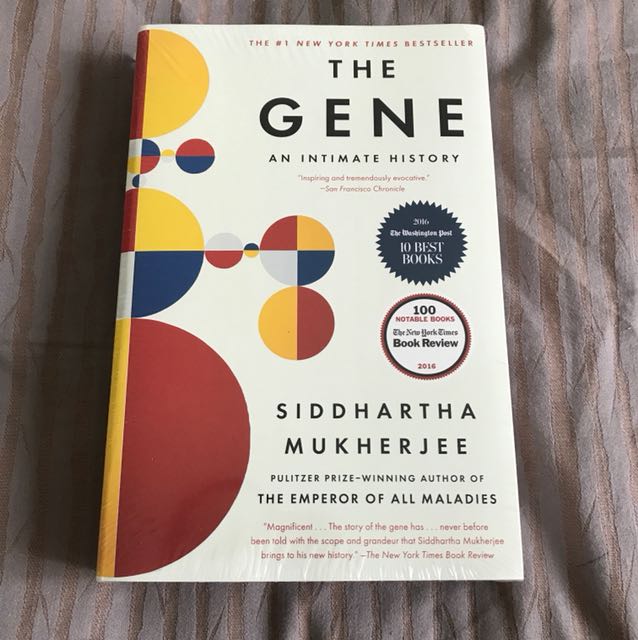 THE #1 NEW YORK TIMES BESTSELLER
THE
GENE
AN INTIMATE HISTORY
"Inspiring and tremendously evocative."
—San Francisco Chronicle
2016
The Washington Post
10 BEST
BOOKS
100
NOTABLE BOOKS
The New York Times
Book Review
2016
SIDDHARTHA
MUKHERJEE
PULITZER PRIZE–WINNING AUTHOR OF
THE EMPEROR OF ALL MALADIES
"Magnificent . . . The story of the gene has . . . never before
been told with the scope and grandeur that Siddhartha Mukherjee
brings to his new history." —The New York Times Book Review